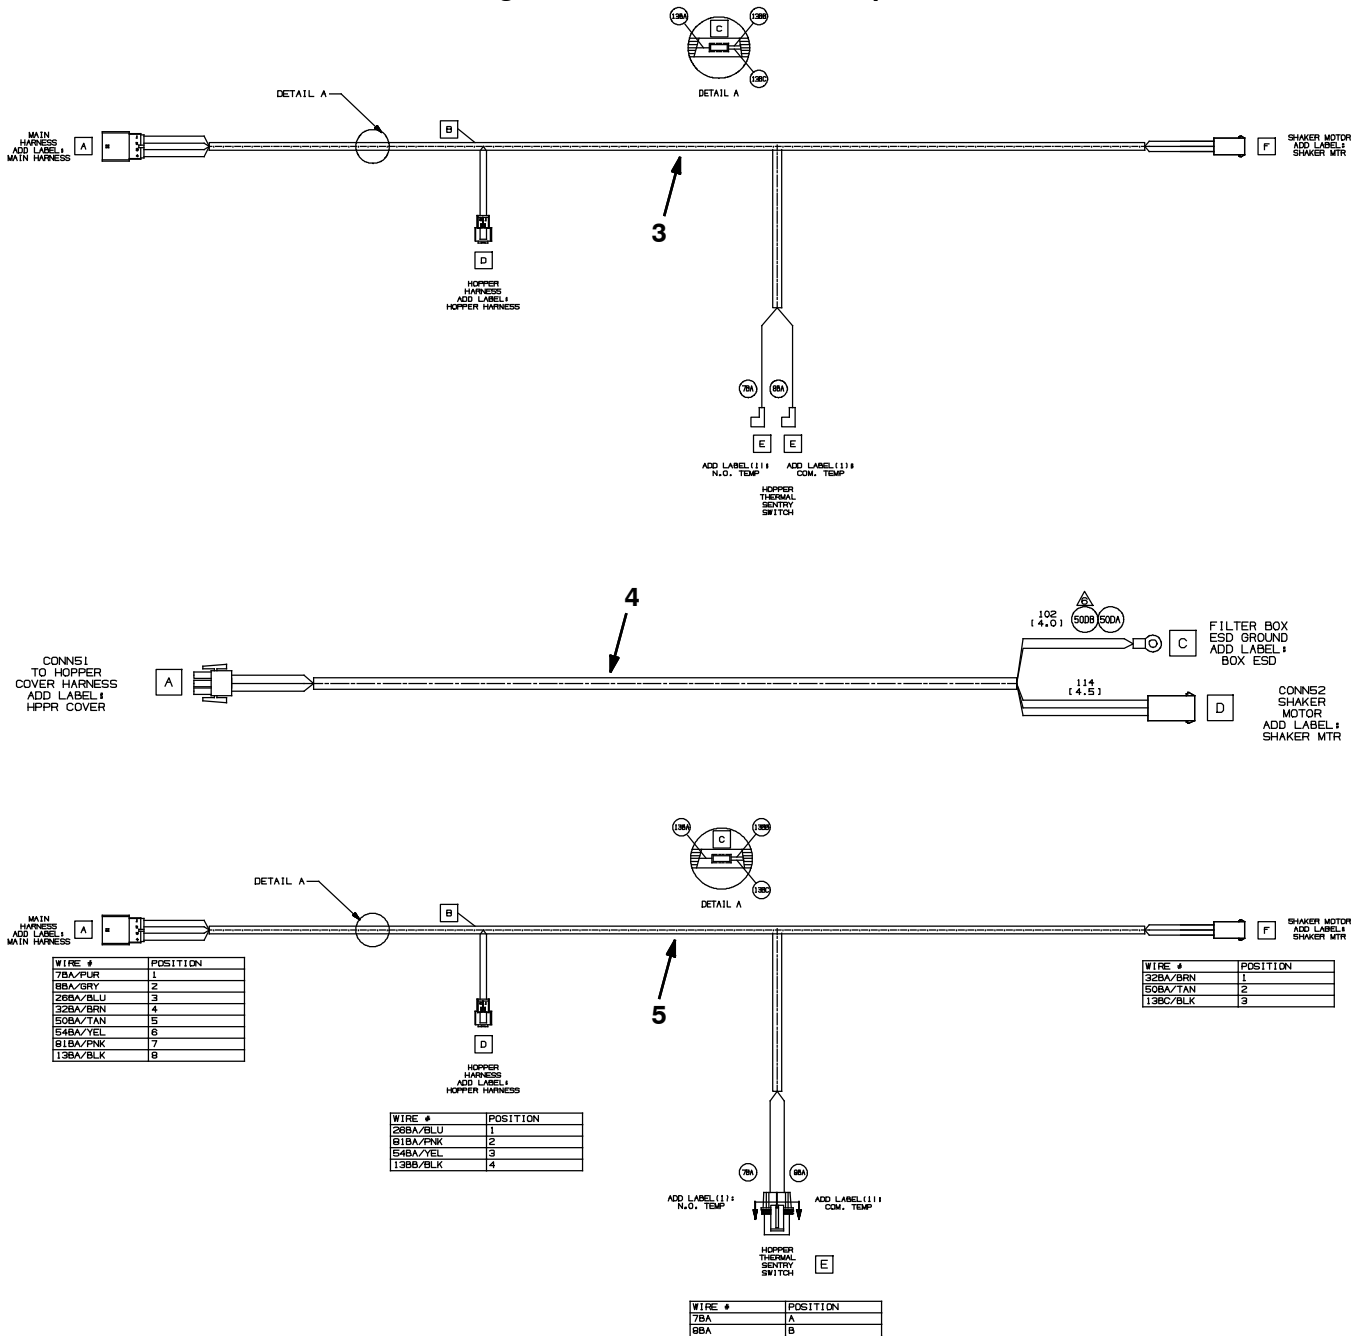 13BA
13BB
C
13BC
DETAIL A
DETAIL A
B
MAIN
HARNESS
ADD LABEL:
MAIN HARNESS
A
F
SHAKER MOTOR
ADD LABEL:
SHAKER MTR
3
D
HOPPER
HARNESS
ADD LABEL:
HOPPER HARNESS
7BA
8BA
E
E
ADD LABEL(1):
N.O. TEMP
ADD LABEL(1):
COM. TEMP
HOPPER
THERMAL
SENTRY
SWITCH
4
102
[4.0]
6
50DB
50DA
C
FILTER BOX
ESD GROUND
ADD LABEL:
BOX ESD
CONN51
TO HOPPER
COVER HARNESS
ADD LABEL:
HPPR COVER
A
114
[4.5]
D
CONN52
SHAKER
MOTOR
ADD LABEL:
SHAKER MTR
13BA
13BB
C
13BC
DETAIL A
DETAIL A
B
MAIN
HARNESS
ADD LABEL:
MAIN HARNESS
A
F
SHAKER MOTOR
ADD LABEL:
SHAKER MTR
WIRE # POSITION
7BA/PUR 1
8BA/GRY 2
26BA/BLU 3
32BA/BRN 4
50BA/TAN 5
54BA/YEL 6
81BA/PNK 7
13BA/BLK 8
WIRE # POSITION
32BA/BRN 1
50BA/TAN 2
13BC/BLK 3
5
D
HOPPER
HARNESS
ADD LABEL:
HOPPER HARNESS
WIRE # POSITION
26BA/BLU 1
81BA/PNK 2
54BA/YEL 3
13BB/BLK 4
7BA
8BA
ADD LABEL(1):
N.O. TEMP
ADD LABEL(1):
COM. TEMP
HOPPER
THERMAL
SENTRY
SWITCH
E
WIRE # POSITION
7BA A
8BA B